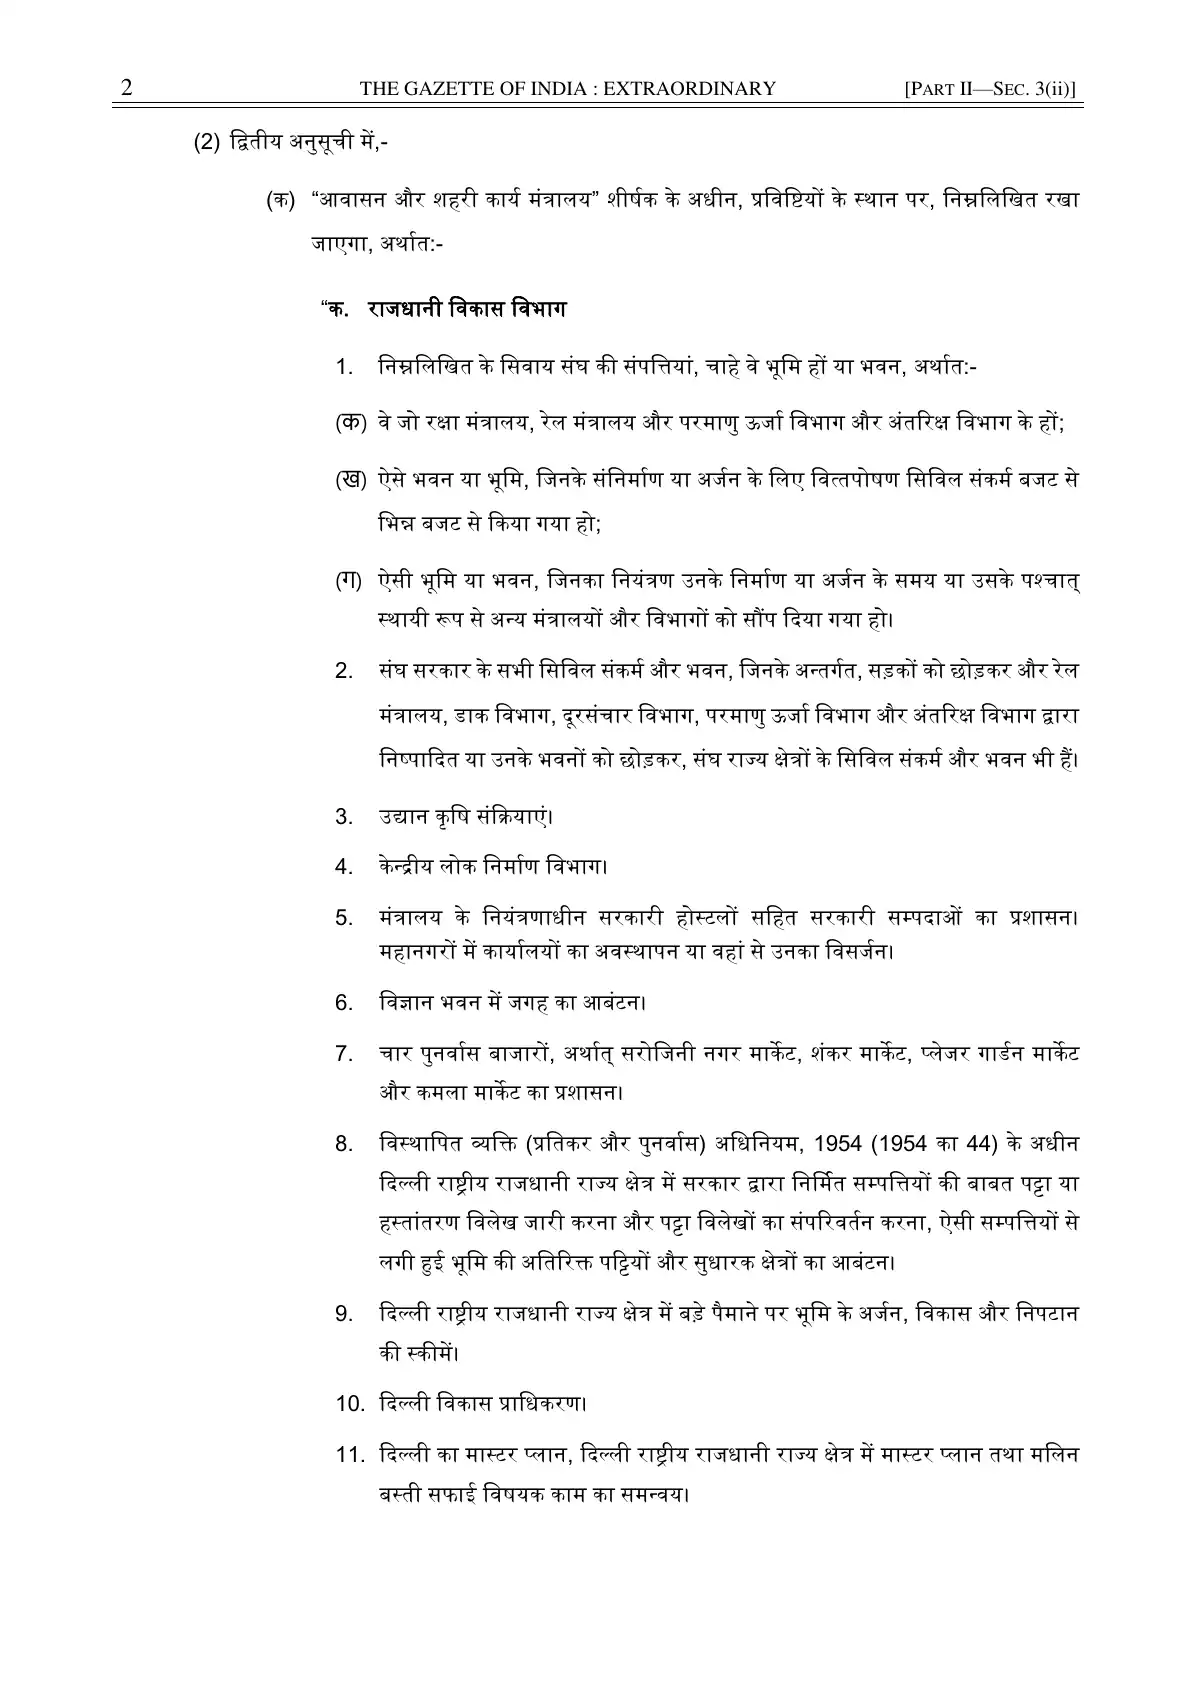 2 THE GAZETTE OF INDIA : EXTRAORDINARY [PART II—SEC. 3(ii)]
(2) द्वितीय अनुसूची में,-
(क) “आवासन और शहरी कार्य मंत्रालय” शीर्षक के अधीन, प्रविष्टियों के स्थान पर, निम्नलिखित रखा
जाएगा, अर्थात:-
“क. राजधानी विकास विभाग
1. निम्नलिखित के सिवाय संघ की संपत्तियां, चाहे वे भूमि हों या भवन, अर्थात:-
(क) वे जो रक्षा मंत्रालय, रेल मंत्रालय और परमाणु ऊर्जा विभाग और अंतरिक्ष विभाग के हों;
(ख) ऐसे भवन या भूमि, जिनके संनिर्माण या अर्जन के लिए वित्तपोषण सिविल संकर्म बजट से
भिन्न बजट से किया गया हो;
(ग) ऐसी भूमि या भवन, जिनका नियंत्रण उनके निर्माण या अर्जन के समय या उसके पश्चात्
स्थायी रूप से अन्य मंत्रालयों और विभागों को सौंप दिया गया हो।
2. संघ सरकार के सभी सिविल संकर्म और भवन, जिनके अन्तर्गत, सड़कों को छोड़कर और रेल
मंत्रालय, डाक विभाग, दूरसंचार विभाग, परमाणु ऊर्जा विभाग और अंतरिक्ष विभाग द्वारा
निष्पादित या उनके भवनों को छोड़कर, संघ राज्य क्षेत्रों के सिविल संकर्म और भवन भी हैं।
3. उद्यान कृषि संक्रियाएं।
4. केन्द्रीय लोक निर्माण विभाग।
5. मंत्रालय के नियंत्रणाधीन सरकारी होस्टलों सहित सरकारी सम्पदाओं का प्रशासन।
महानगरों में कार्यालयों का अवस्थापन या वहां से उनका विसर्जन।
6. विज्ञान भवन में जगह का आबंटन।
7. चार पुनर्वास बाजारों, अर्थात् सरोजिनी नगर मार्केट, शंकर मार्केट, प्लेजर गार्डन मार्केट
और कमला मार्केट का प्रशासन।
8. विस्थापित व्यक्ति (प्रतिकर और पुनर्वास) अधिनियम, 1954 (1954 का 44) के अधीन
दिल्ली राष्ट्रीय राजधानी राज्य क्षेत्र में सरकार द्वारा निर्मित सम्पत्तियों की बाबत पट्टा या
हस्तांतरण विलेख जारी करना और पट्टा विलेखों का संपरिवर्तन करना, ऐसी सम्पत्तियों से
लगी हुई भूमि की अतिरिक्त पट्टियों और सुधारक क्षेत्रों का आबंटन।
9. दिल्ली राष्ट्रीय राजधानी राज्य क्षेत्र में बड़े पैमाने पर भूमि के अर्जन, विकास और निपटान
की स्कीमें।
10. दिल्ली विकास प्राधिकरण।
11. दिल्ली का मास्टर प्लान, दिल्ली राष्ट्रीय राजधानी राज्य क्षेत्र में मास्टर प्लान तथा मलिन
बस्ती सफाई विषयक काम का समन्वय।